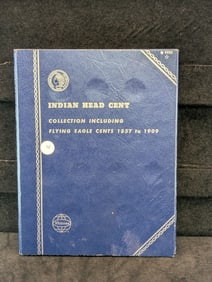 INDIAN HEAD CENT
COLLECTION INCLUDING
FLYING EAGLE CENTS 1857 to 1909